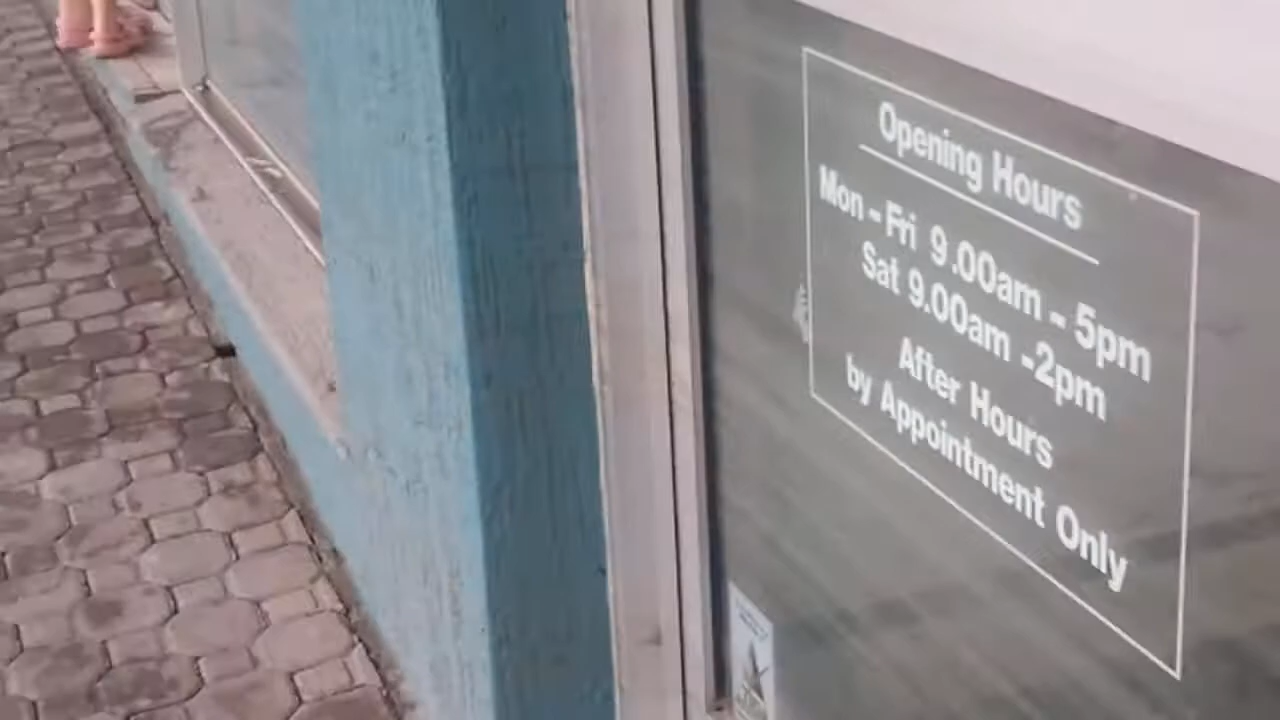 Opening Hours
Mon - Fri 9.00am - 5pm
Sat 9.00am -2pm
After Hours
by Appointment Only